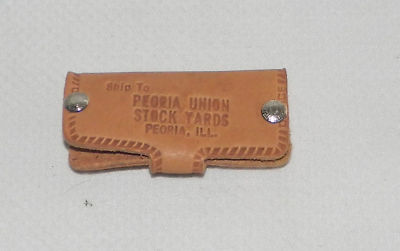 Ship To
PEORIA UNION
STOCK YARDS
PEORIA, ILL.